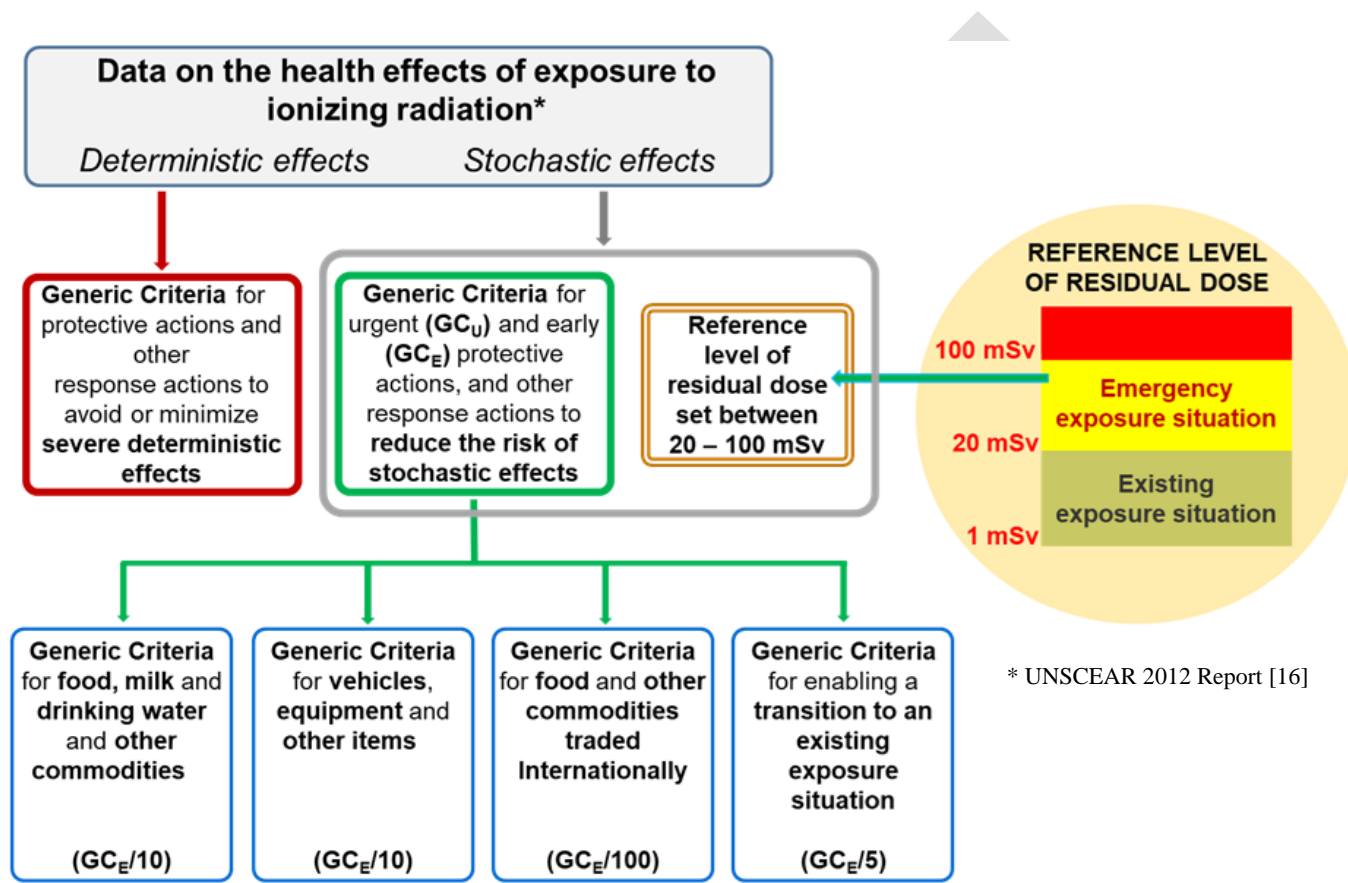 Data on the health effects of exposure to
ionizing radiation*
Deterministic effects Stochastic effects
Generic Criteria for
protective actions and
other
response actions to
avoid or minimize
severe deterministic
effects
Generic Criteria for
urgent (GCU) and early
(GCE) protective
actions, and other
response actions to
reduce the risk of
stochastic effects
Reference
level of
residual dose
set between
20 – 100 mSv
REFERENCE LEVEL
OF RESIDUAL DOSE
100 mSv
Emergency
exposure situation
20 mSv
Existing
exposure situation
1 mSv
Generic Criteria
for food, milk and
drinking water
and other
commodities
(GCE/10)
Generic Criteria
for vehicles,
equipment and
other items
(GCE/10)
Generic Criteria
for food and other
commodities
traded
Internationally
(GCE/100)
Generic Criteria
for enabling a
transition to an
existing
exposure
situation
(GCE/5)
* UNSCEAR 2012 Report [16]